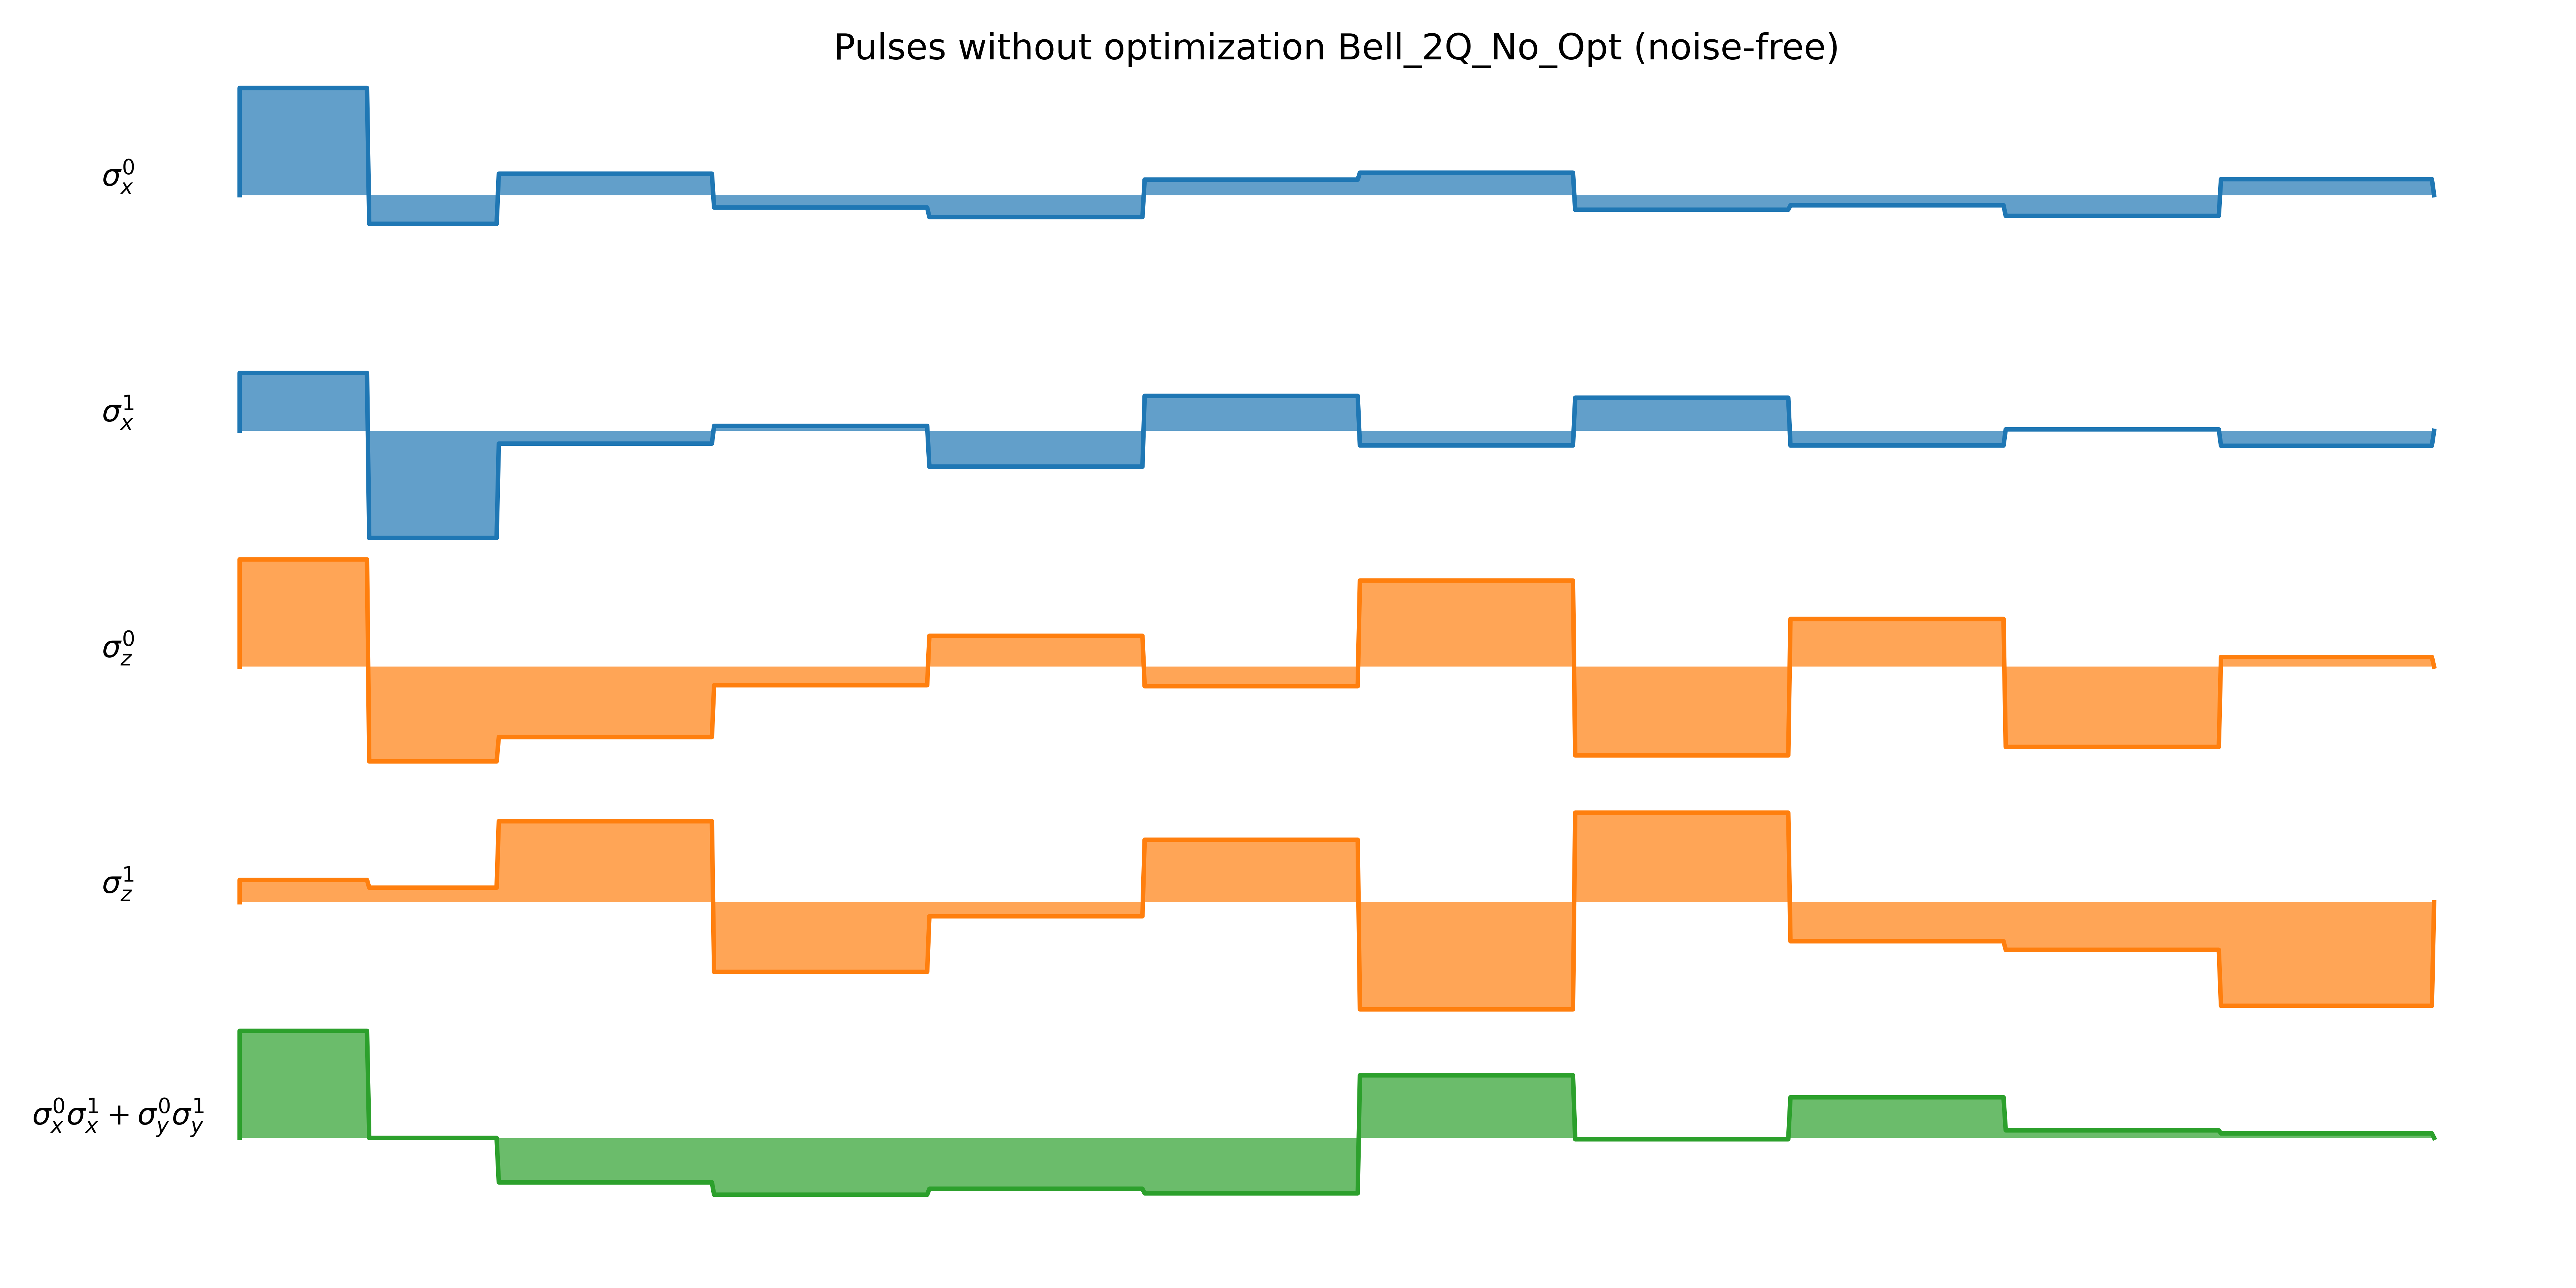 Pulses without optimization Bell_2Q_No_Opt (noise-free)
σ_x^0
σ_x^1
σ_z^0
σ_z^1
σ_x^0σ_x^1 + σ_y^0σ_y^1